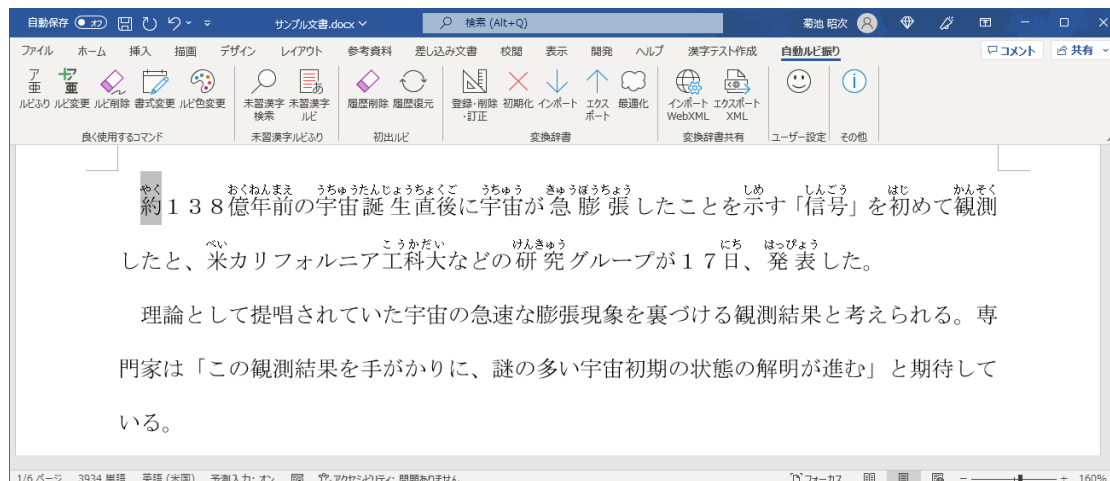 自動保存 オフ サンプル文書.docx 検索 (Alt+Q) 菊池 昭次
ファイル ホーム 挿入 描画 デザイン レイアウト 参考資料 差し込み文書 校閲 表示 開発 ヘルプ 漢字テスト作成 自動ルビ振り コメント 共有
ルビふり ルビ変更 ルビ削除 書式変更 ルビ色変更 未習漢字検索 未習漢字ルビ 履歴削除 履歴復元 登録・削除・訂正 初期化 インポート エクスポート 最適化 インポートWebXML エクスポートXML
良く使用するコマンド 未習漢字ルビふり 初出ルビ 変換辞書 変換辞書共有 ユーザー設定 その他
やく おくねんまえ うちゅうたんじょうちょくご うちゅう きゅうぼうちょう しめ しんごう はじ かんそく
約138億年前の宇宙誕生直後に宇宙が急膨張したことを示す「信号」を初めて観測
べい こうかだい けんきゅう にち はっぴょう
したと、米カリフォルニア工科大などの研究グループが17日、発表した。
理論として提唱されていた宇宙の急速な膨張現象を裏づける観測結果と考えられる。専
門家は「この観測結果を手がかりに、謎の多い宇宙初期の状態の解明が進む」と期待して
いる。
1/6 ページ 3934 単語 英語 (米国) 予測入力: オン アクセシビリティ: 問題ありません フォーカス 160%